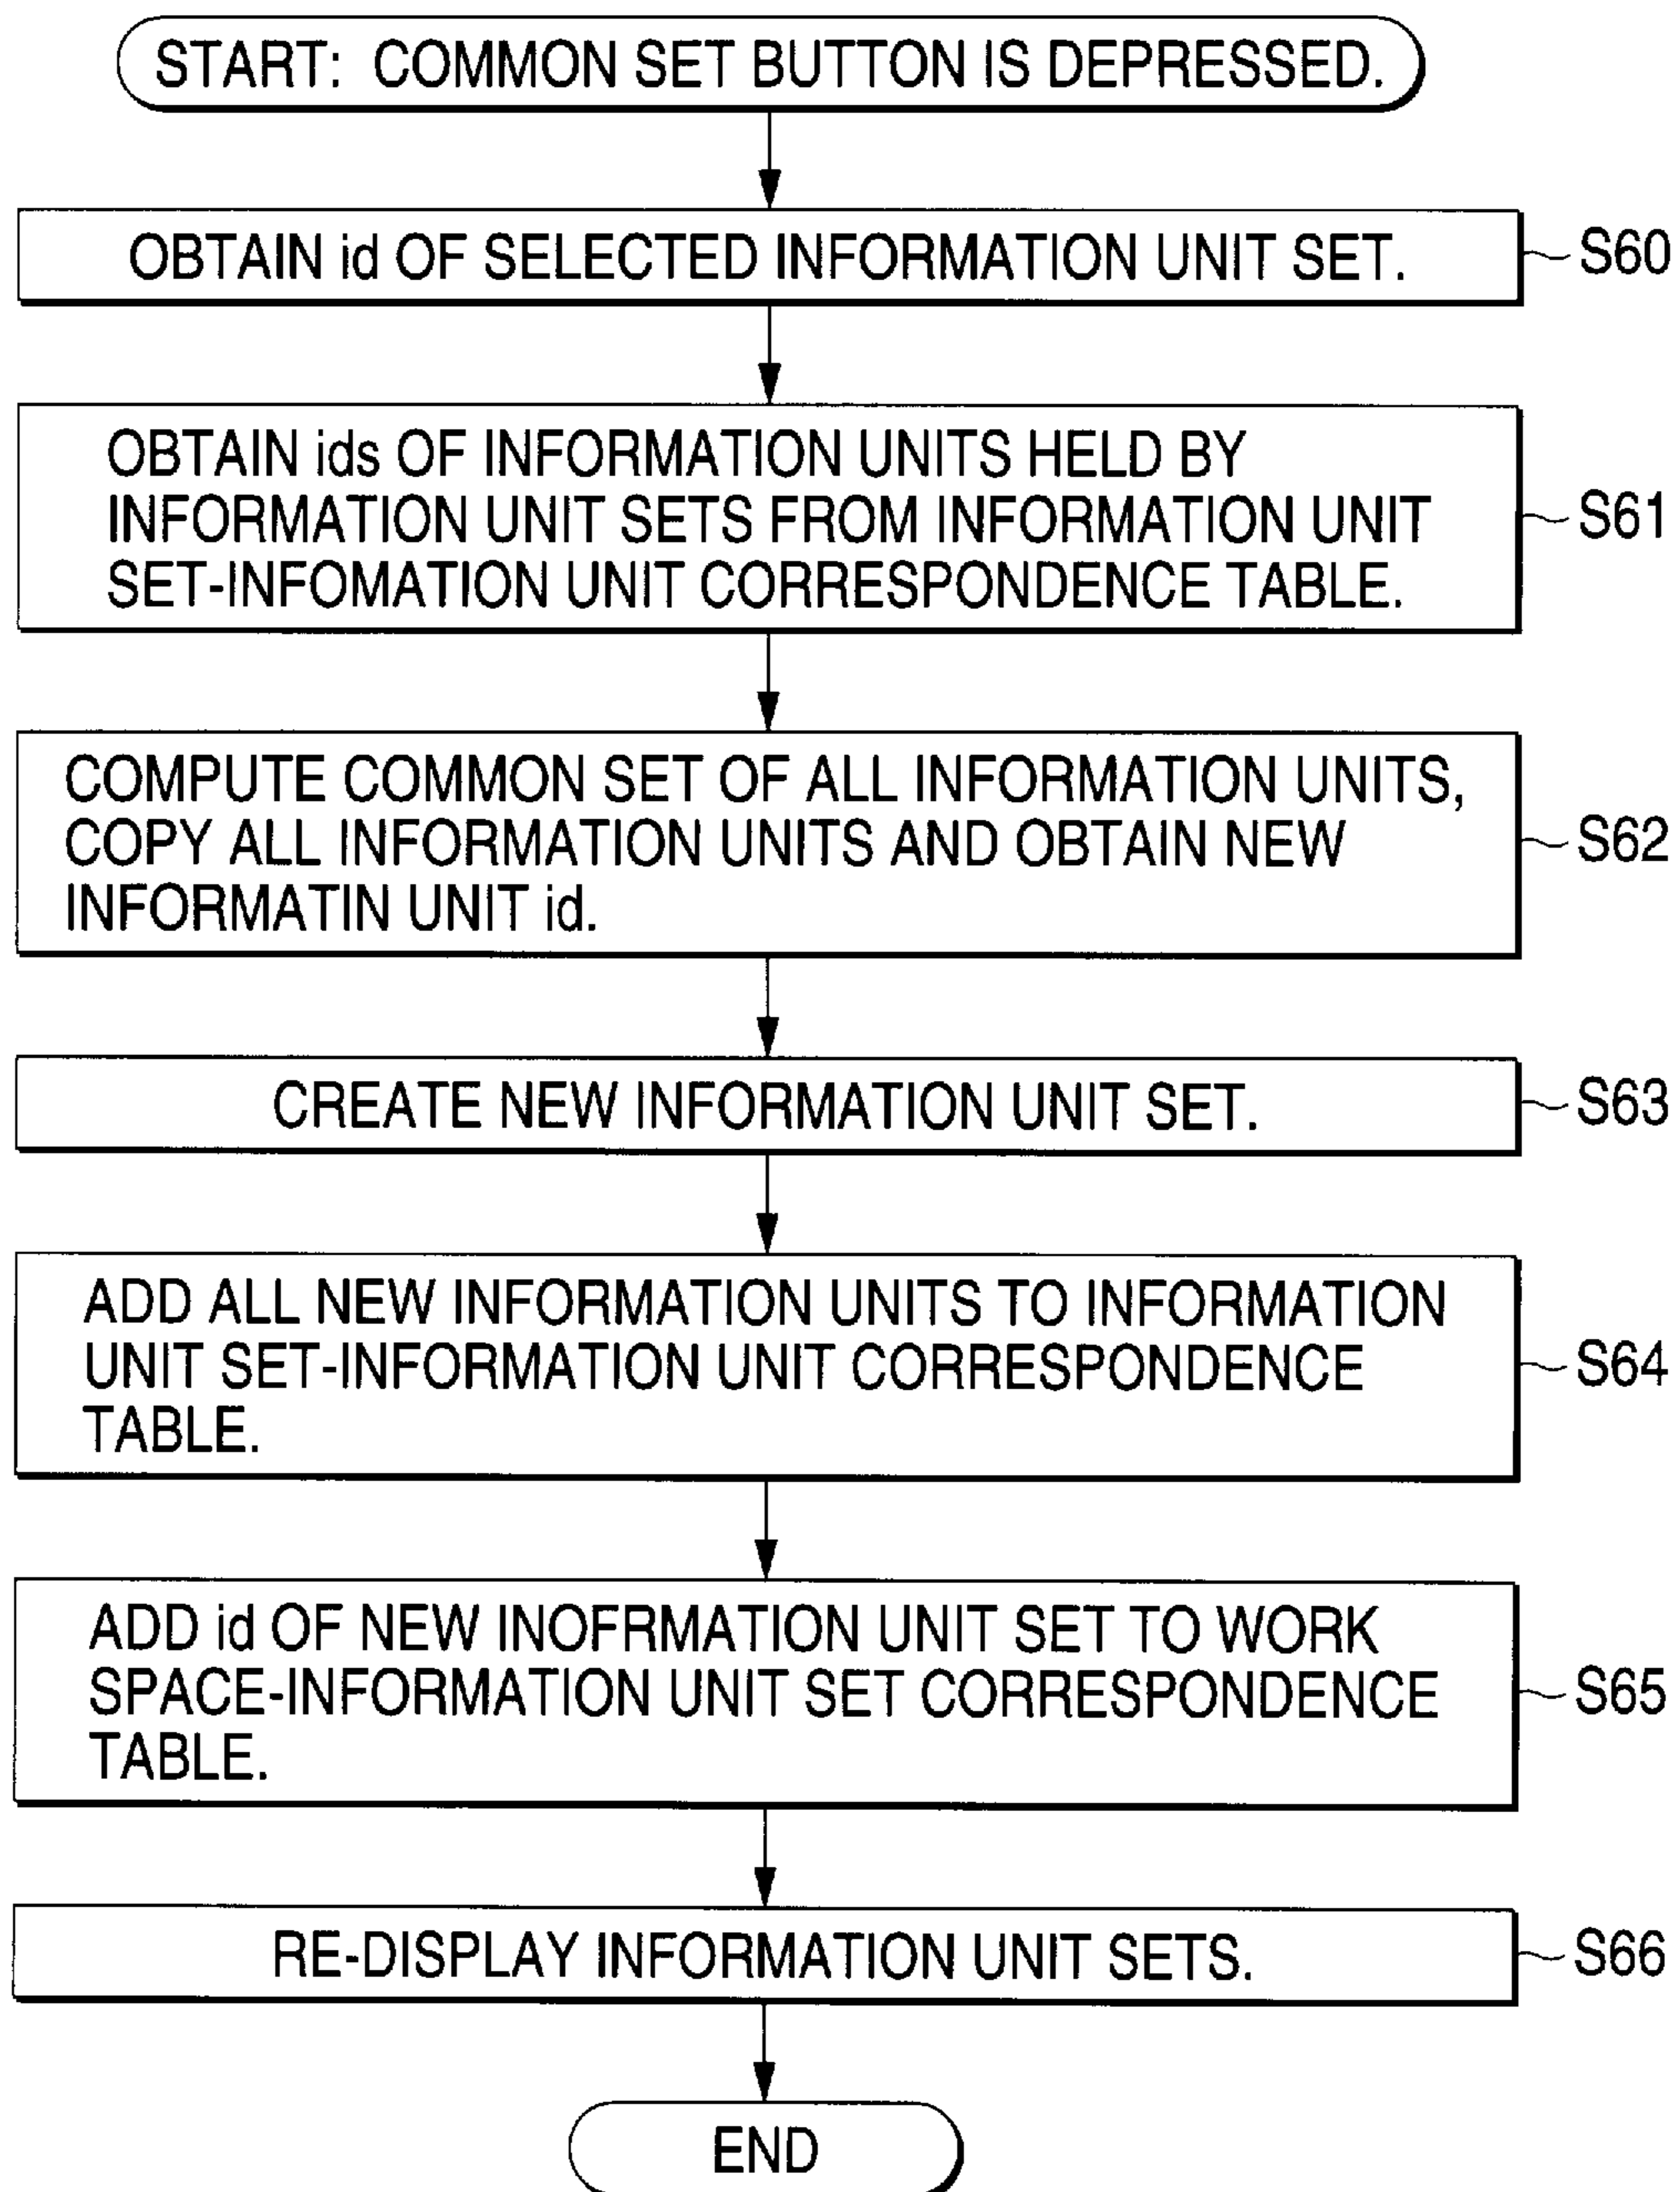 START: COMMON SET BUTTON IS DEPRESSED.
OBTAIN id OF SELECTED INFORMATION UNIT SET.
S60
OBTAIN ids OF INFORMATION UNITS HELD BY
INFORMATION UNIT SETS FROM INFORMATION UNIT
SET-INFOMATION UNIT CORRESPONDENCE TABLE.
S61
COMPUTE COMMON SET OF ALL INFORMATION UNITS,
COPY ALL INFORMATION UNITS AND OBTAIN NEW
INFORMATIN UNIT id.
S62
CREATE NEW INFORMATION UNIT SET.
S63
ADD ALL NEW INFORMATION UNITS TO INFORMATION
UNIT SET-INFORMATION UNIT CORRESPONDENCE
TABLE.
S64
ADD id OF NEW INOFRMATION UNIT SET TO WORK
SPACE-INFORMATION UNIT SET CORRESPONDENCE
TABLE.
S65
RE-DISPLAY INFORMATION UNIT SETS.
S66
END